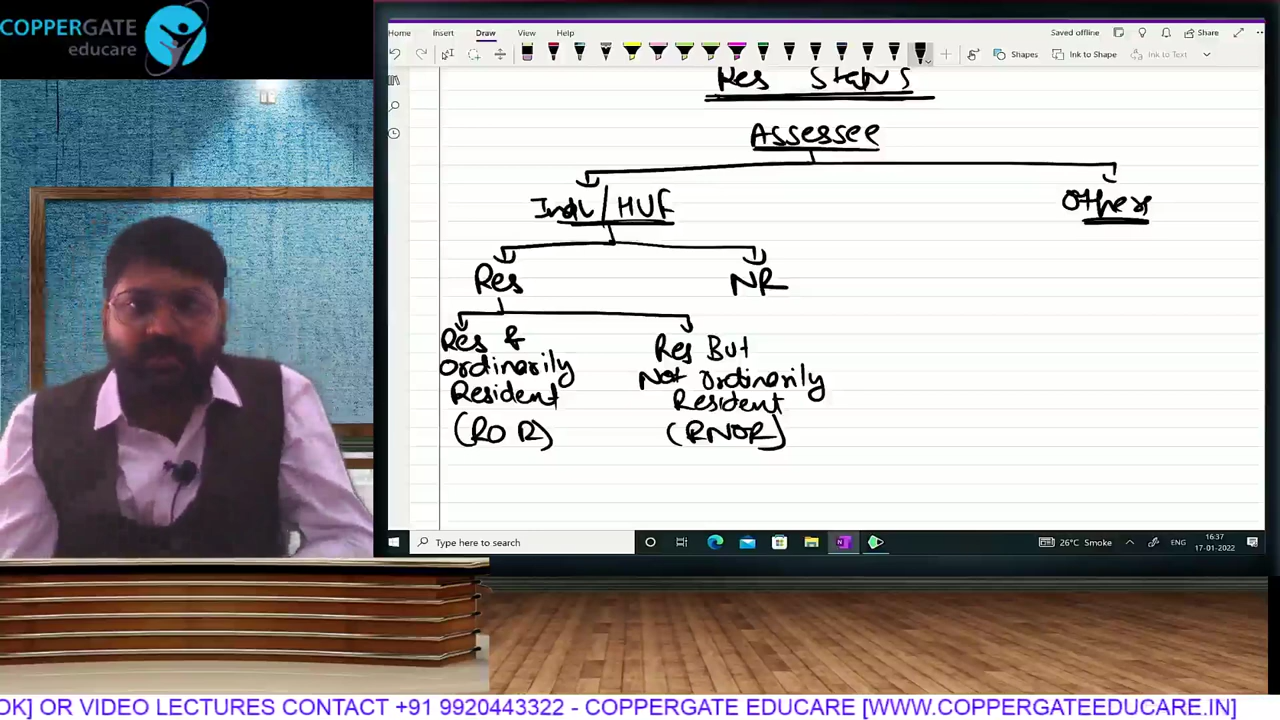 COPPERGATE
educare
Home Insert Draw View Help
Saved offline
Share
Shapes
Ink to Shape
Ink to Text
Res Status
Assessee
Indl / HUF
Others
Res
NR
Res &
Ordinarily
Resident
(ROR)
Res But
Not Ordinarily
Resident
(RNOR)
Type here to search
26°C Smoke
ENG
16:37
17-01-2022
OK] OR VIDEO LECTURES CONTACT +91 9920443322 - COPPERGATE EDUCARE [WWW.COPPERGATEEDUCARE.IN]